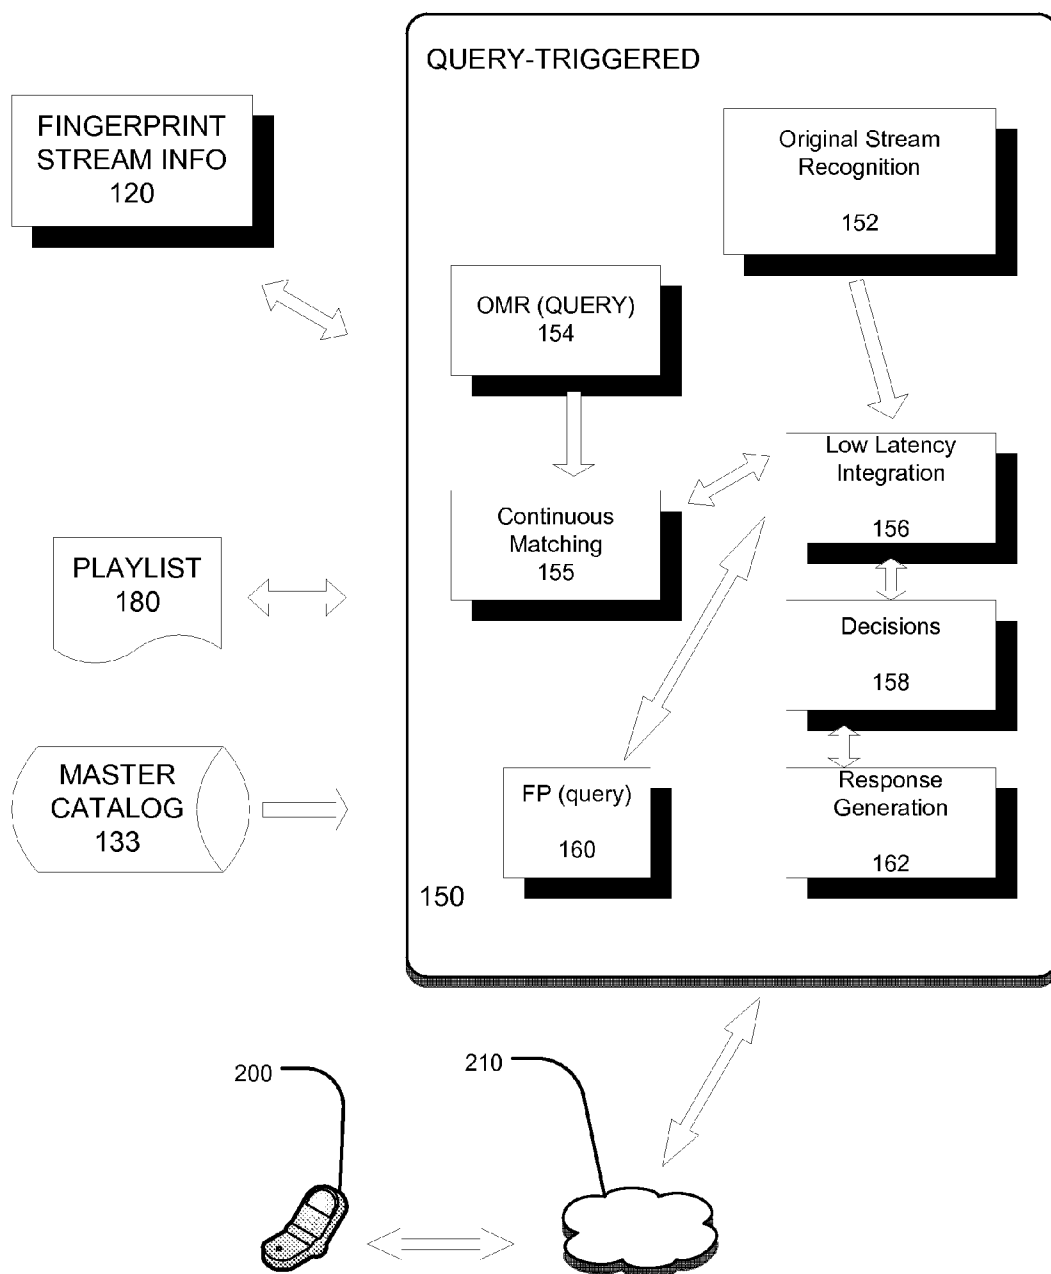 QUERY-TRIGGERED
FINGERPRINT
STREAM INFO
120
Original Stream
Recognition
152
OMR (QUERY)
154
Low Latency
Integration
156
Continuous
Matching
155
PLAYLIST
180
Decisions
158
MASTER
CATALOG
133
FP (query)
160
Response
Generation
162
150
200
210